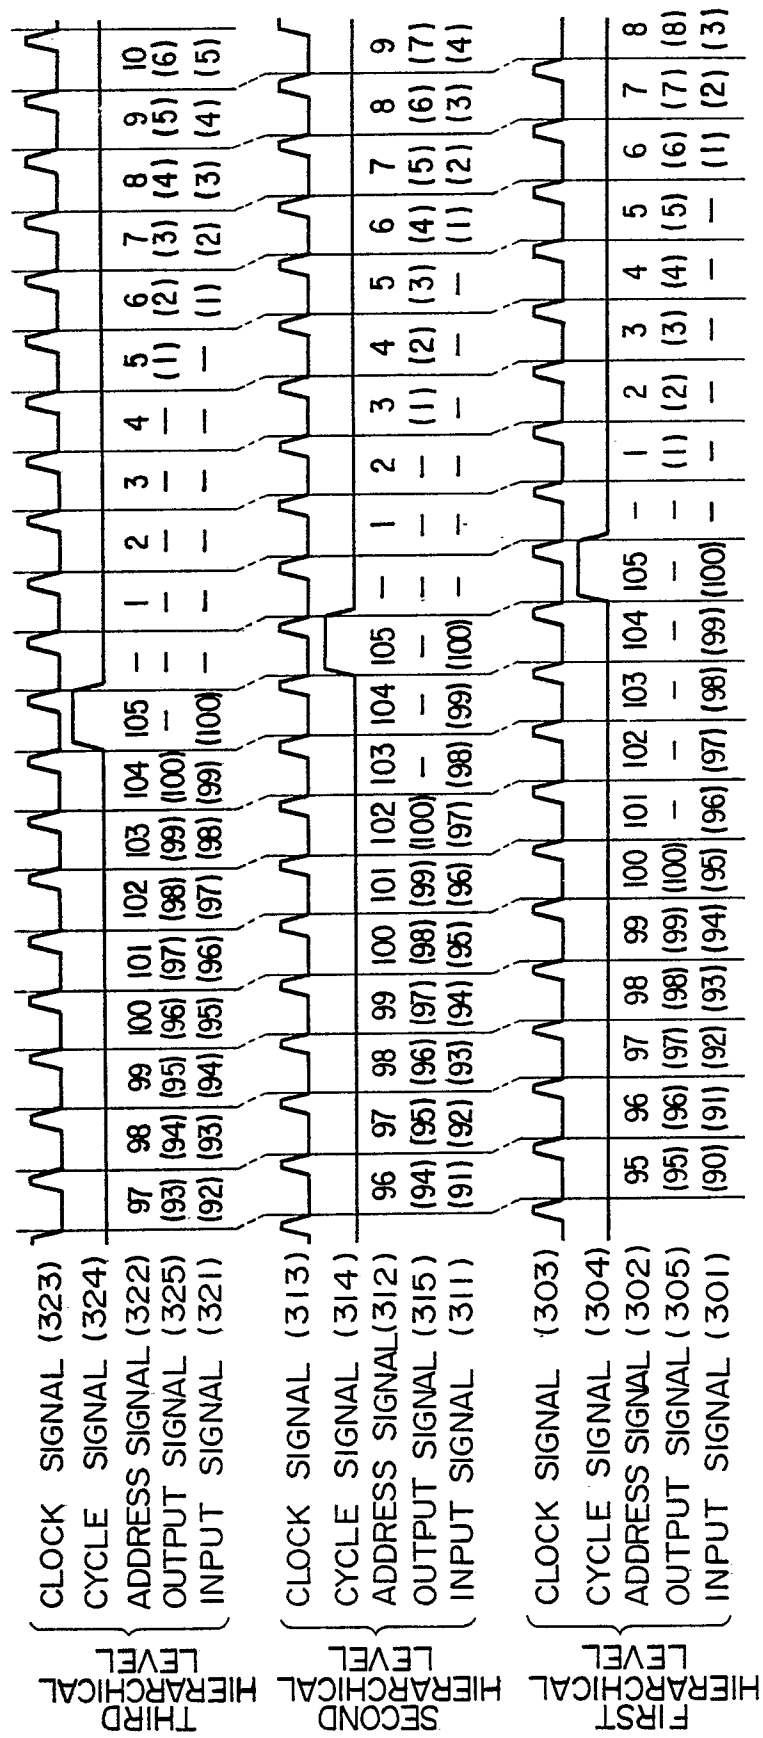 THIRD
HIERARCHICAL
LEVEL
CLOCK SIGNAL (323)
CYCLE SIGNAL (324)
ADDRESS SIGNAL (322) 97 98 99 100 101 102 103 104 105 — 1 2 3 4 5 6 7 8 9 10
OUTPUT SIGNAL (325) (93) (94) (95) (96) (97) (98) (99) (100) — — — — — — (1) (2) (3) (4) (5) (6)
INPUT SIGNAL (321) (92) (93) (94) (95) (96) (97) (98) (99) (100) — — — — — — (1) (2) (3) (4) (5)
SECOND
HIERARCHICAL
LEVEL
CLOCK SIGNAL (313)
CYCLE SIGNAL (314)
ADDRESS SIGNAL (312) 96 97 98 99 100 101 102 103 104 105 — 1 2 3 4 5 6 7 8 9
OUTPUT SIGNAL (315) (94) (95) (96) (97) (98) (99) (100) — — — — — — (1) (2) (3) (4) (5) (6) (7)
INPUT SIGNAL (311) (91) (92) (93) (94) (95) (96) (97) (98) (99) (100) — — — — — — (1) (2) (3) (4)
FIRST
HIERARCHICAL
LEVEL
CLOCK SIGNAL (303)
CYCLE SIGNAL (304)
ADDRESS SIGNAL (302) 95 96 97 98 99 100 101 102 103 104 105 — 1 2 3 4 5 6 7 8
OUTPUT SIGNAL (305) (95) (96) (97) (98) (99) (100) — — — — — — (1) (2) (3) (4) (5) (6) (7) (8)
INPUT SIGNAL (301) (90) (91) (92) (93) (94) (95) (96) (97) (98) (99) (100) — — — — — — (1) (2) (3)